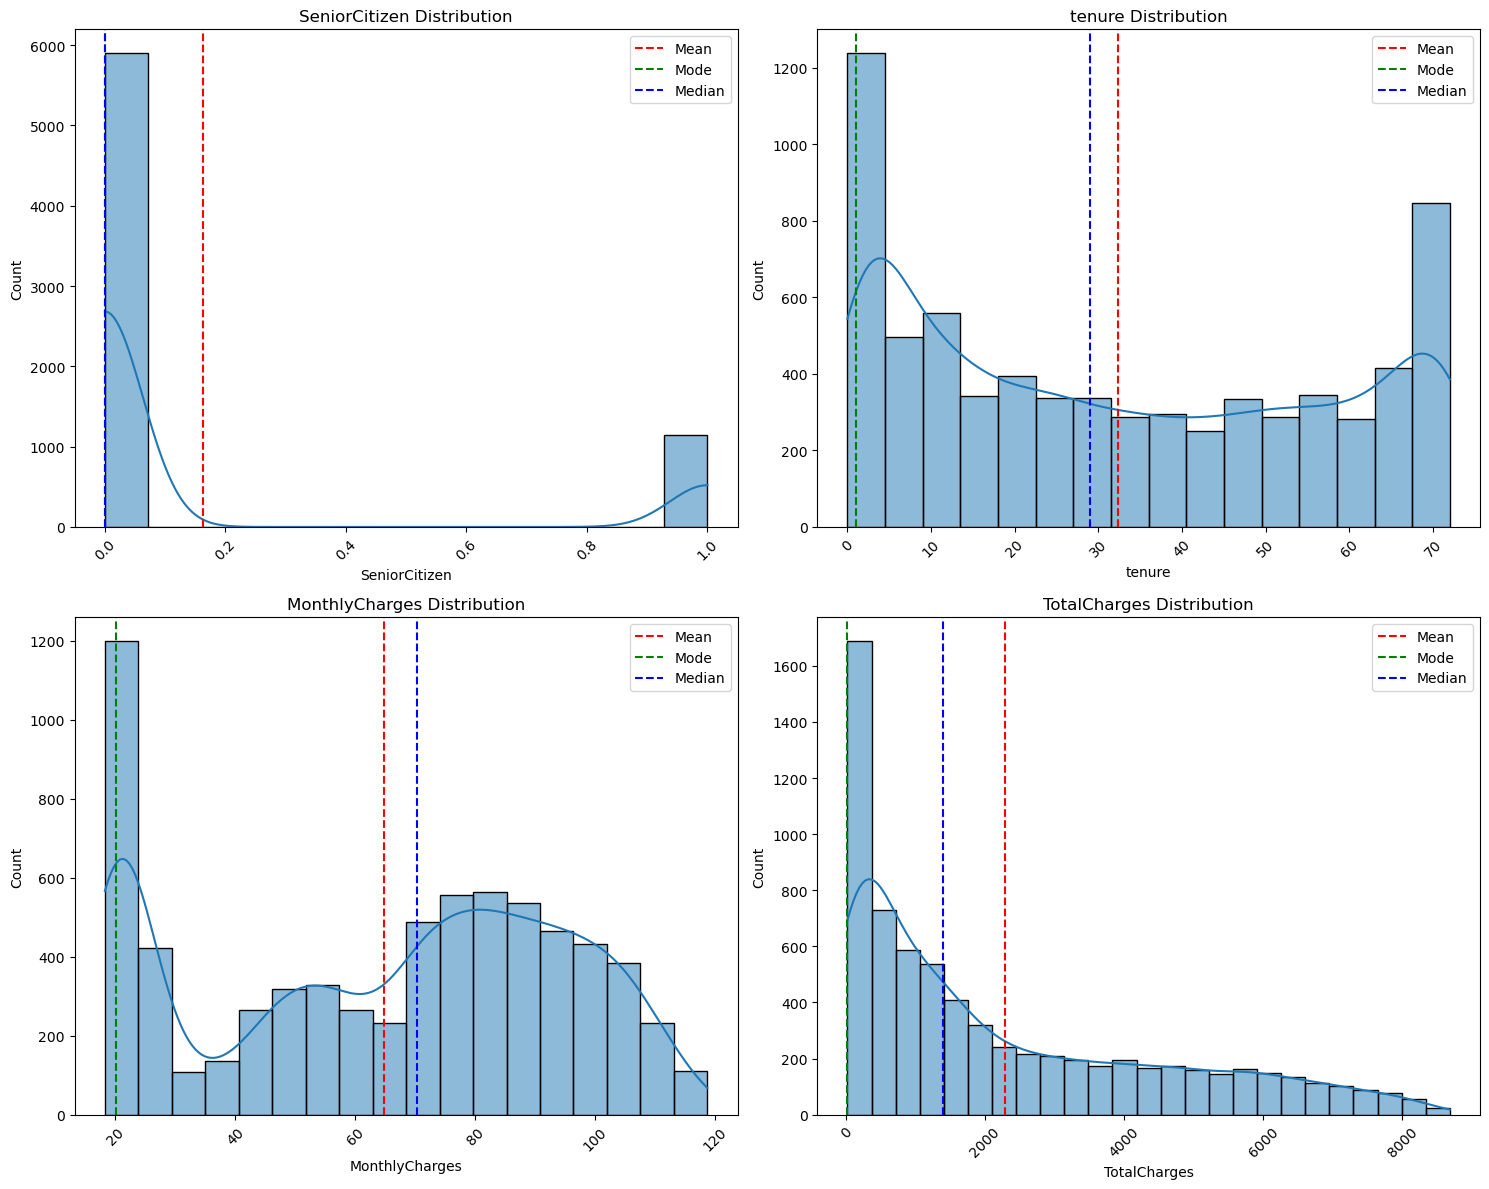 SeniorCitizen Distribution
6000
5000
4000
3000
2000
1000
0
Count
0.0
0.2
0.4
0.6
0.8
1.0
SeniorCitizen
Mean
Mode
Median
tenure Distribution
1200
1000
800
600
400
200
0
Count
0
10
20
30
40
50
60
70
tenure
Mean
Mode
Median
MonthlyCharges Distribution
1200
1000
800
600
400
200
0
Count
20
40
60
80
100
120
MonthlyCharges
Mean
Mode
Median
TotalCharges Distribution
1600
1400
1200
1000
800
600
400
200
0
Count
0
2000
4000
6000
8000
TotalCharges
Mean
Mode
Median